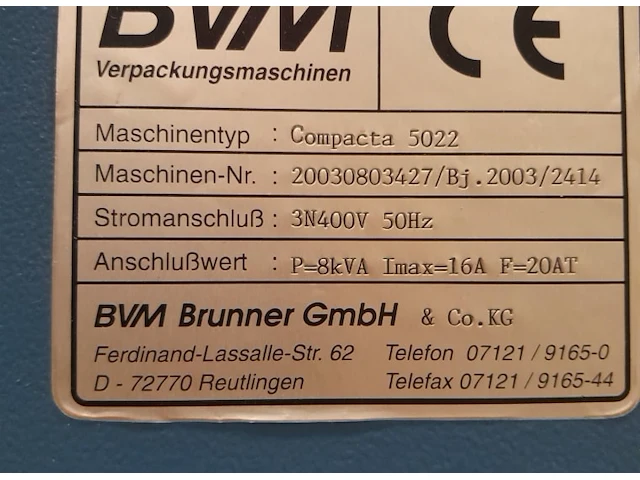 BVM
Verpackungsmaschinen
CE
Maschinentyp : Compacta 5022
Maschinen-Nr. : 20030803427/Bj.2003/2414
Stromanschluß : 3N400V 50Hz
Anschlußwert : P=8kVA Imax=16A F=20AT
BVM Brunner GmbH & Co.KG
Ferdinand-Lassalle-Str. 62 Telefon 07121 / 9165-0
D - 72770 Reutlingen Telefax 07121 / 9165-44